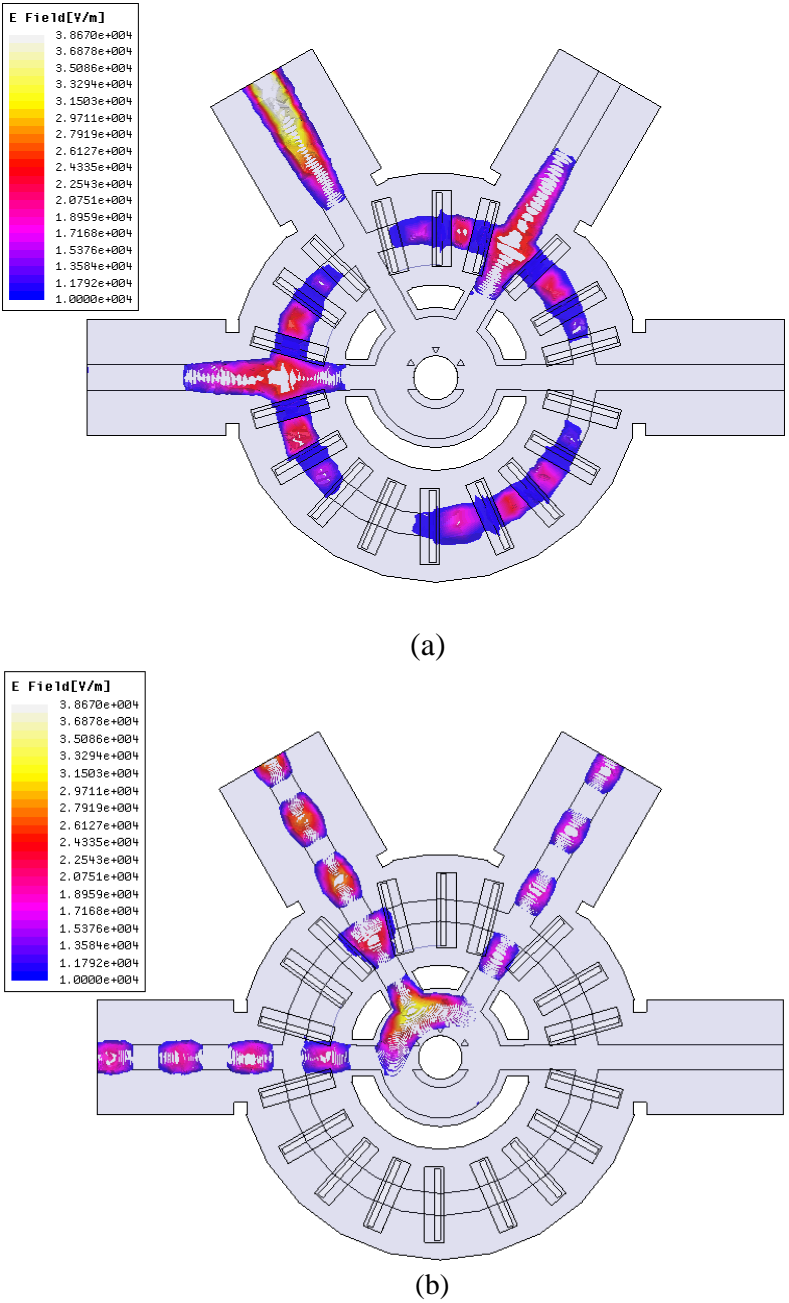 E Field[V/m]
3.8670e+004
3.6878e+004
3.5086e+004
3.3294e+004
3.1503e+004
2.9711e+004
2.7919e+004
2.6127e+004
2.4335e+004
2.2543e+004
2.0751e+004
1.8959e+004
1.7168e+004
1.5376e+004
1.3584e+004
1.1792e+004
1.0000e+004
(a)
E Field[V/m]
3.8670e+004
3.6878e+004
3.5086e+004
3.3294e+004
3.1503e+004
2.9711e+004
2.7919e+004
2.6127e+004
2.4335e+004
2.2543e+004
2.0751e+004
1.8959e+004
1.7168e+004
1.5376e+004
1.3584e+004
1.1792e+004
1.0000e+004
(b)